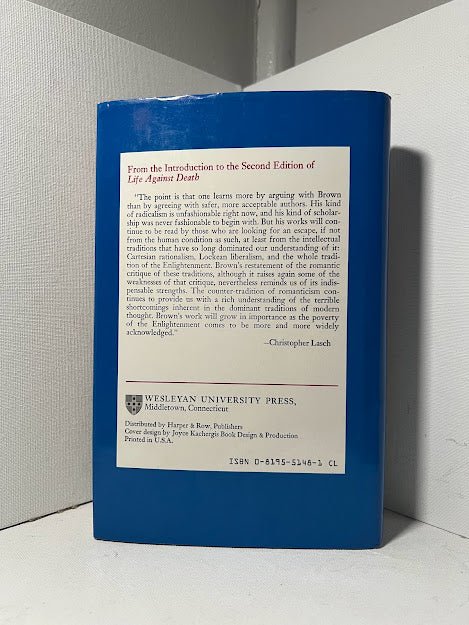 From the Introduction to the Second Edition of
Life Against Death
"The point is that one learns more by arguing with Brown
than by agreeing with safer, more acceptable authors. His kind
of radicalism is unfashionable right now, and his kind of scholar-
ship was never fashionable to begin with. But his works will con-
tinue to be read by those who are looking for an escape, if not
from the human condition as such, at least from the intellectual
traditions that have so long dominated our understanding of it:
Cartesian rationalism, Lockean liberalism, and the whole tradi-
tion of the Enlightenment. Brown's restatement of the romantic
critique of these traditions, although it raises again some of the
weaknesses of that critique, nevertheless reminds us of its indis-
pensable strengths. The counter-tradition of romanticism con-
tinues to provide us with a rich understanding of the terrible
shortcomings inherent in the dominant traditions of modern
thought. Brown's work will grow in importance as the poverty
of the Enlightenment comes to be more and more widely
acknowledged."
—Christopher Lasch
WESLEYAN UNIVERSITY PRESS,
Middletown, Connecticut
Distributed by Harper & Row, Publishers
Cover design by Joyce Kachergis Book Design & Production
Printed in U.S.A.
ISBN 0-8195-5148-1 CL